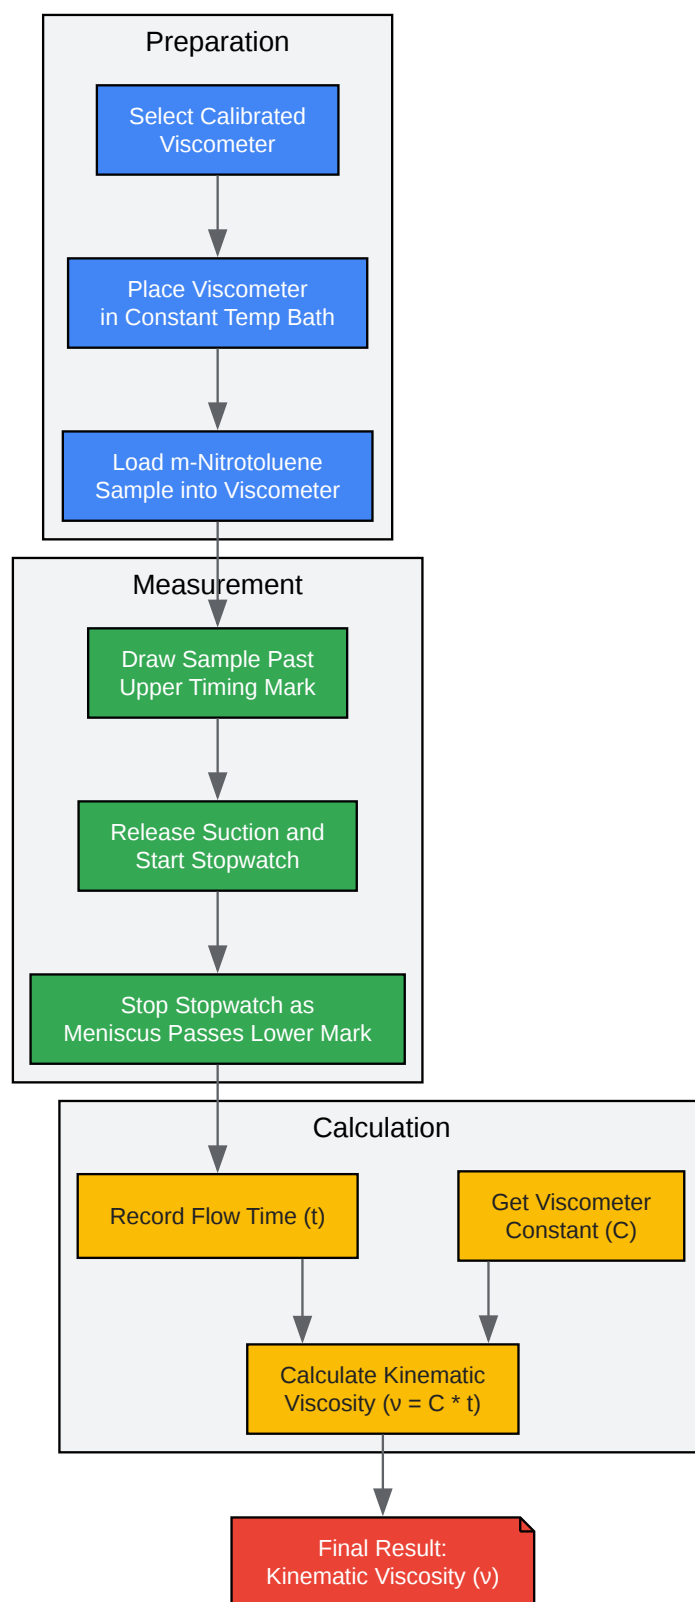 Preparation
Select Calibrated
Viscometer
Place Viscometer
in Constant Temp Bath
Load m-Nitrotoluene
Sample into Viscometer
Measurement
Draw Sample Past
Upper Timing Mark
Release Suction and
Start Stopwatch
Stop Stopwatch as
Meniscus Passes Lower Mark
Calculation
Record Flow Time (t)
Get Viscometer
Constant (C)
Calculate Kinematic
Viscosity (ν = C * t)
Final Result:
Kinematic Viscosity (ν)